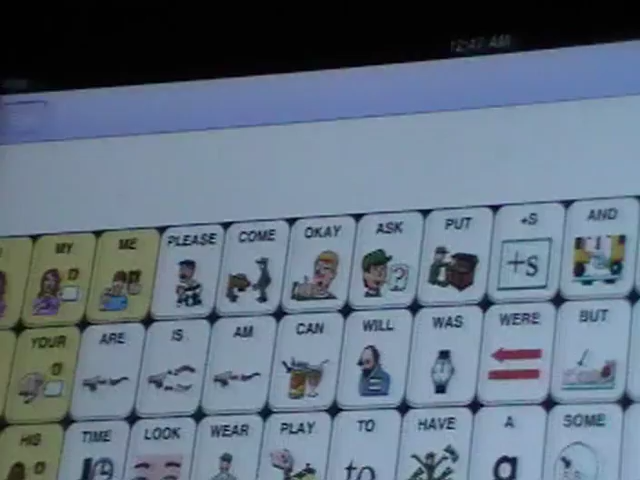 12:47 AM
MY ME PLEASE COME OKAY ASK PUT +S AND
+s
YOUR ARE IS AM CAN WILL WAS WERE BUT
?
HIS TIME LOOK WEAR PLAY TO HAVE A SOME
to a